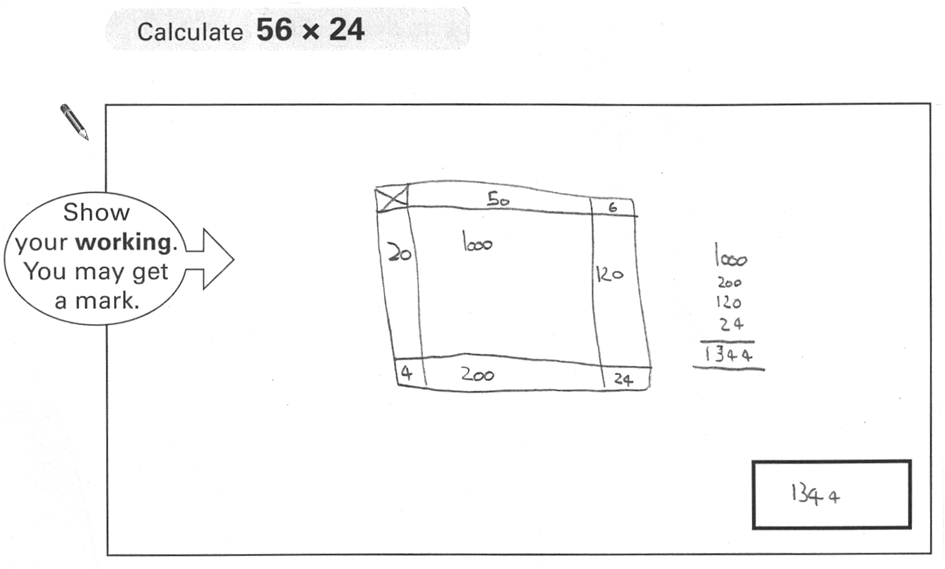 Calculate 56 × 24
Show
your working.
You may get
a mark.
50 6
20 1000 120
4 200 24
1000
200
120
24
1344
1344